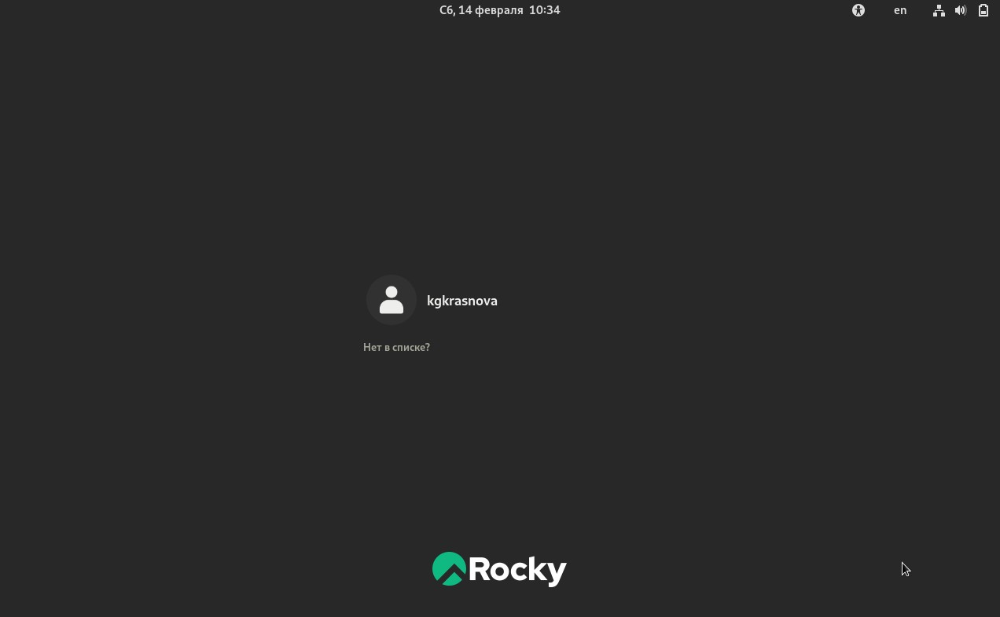 Сб, 14 февраля 10:34
en
kgkrasnova
Нет в списке?
Rocky